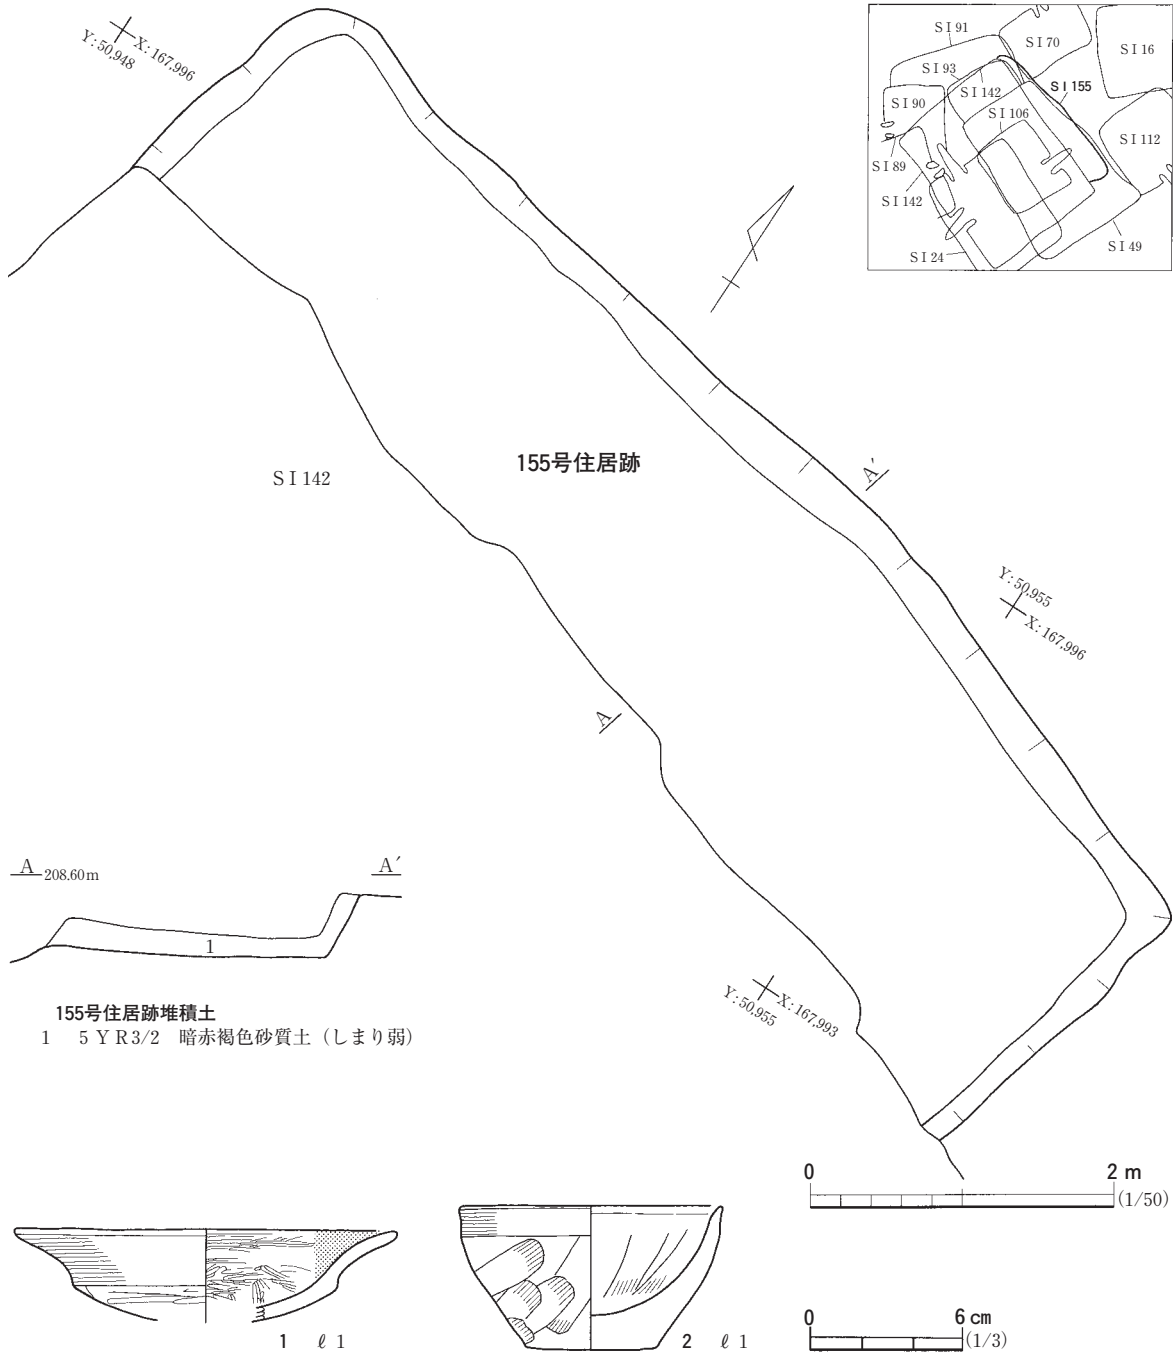 Y: 50,948
X: 167,996
S I 91
S I 70
S I 16
S I 93
S I 142
S I 155
S I 90
S I 106
S I 112
S I 89
S I 142
S I 49
S I 24
155号住居跡
S I 142
A′
Y: 50,955
X: 167,996
A
A 208.60m A′
1
155号住居跡堆積土
1 5 Y R 3/2 暗赤褐色砂質土（しまり弱）
Y: 50,955
X: 167,993
0 2 m
(1/50)
1 ℓ 1
2 ℓ 1
0 6 cm
(1/3)